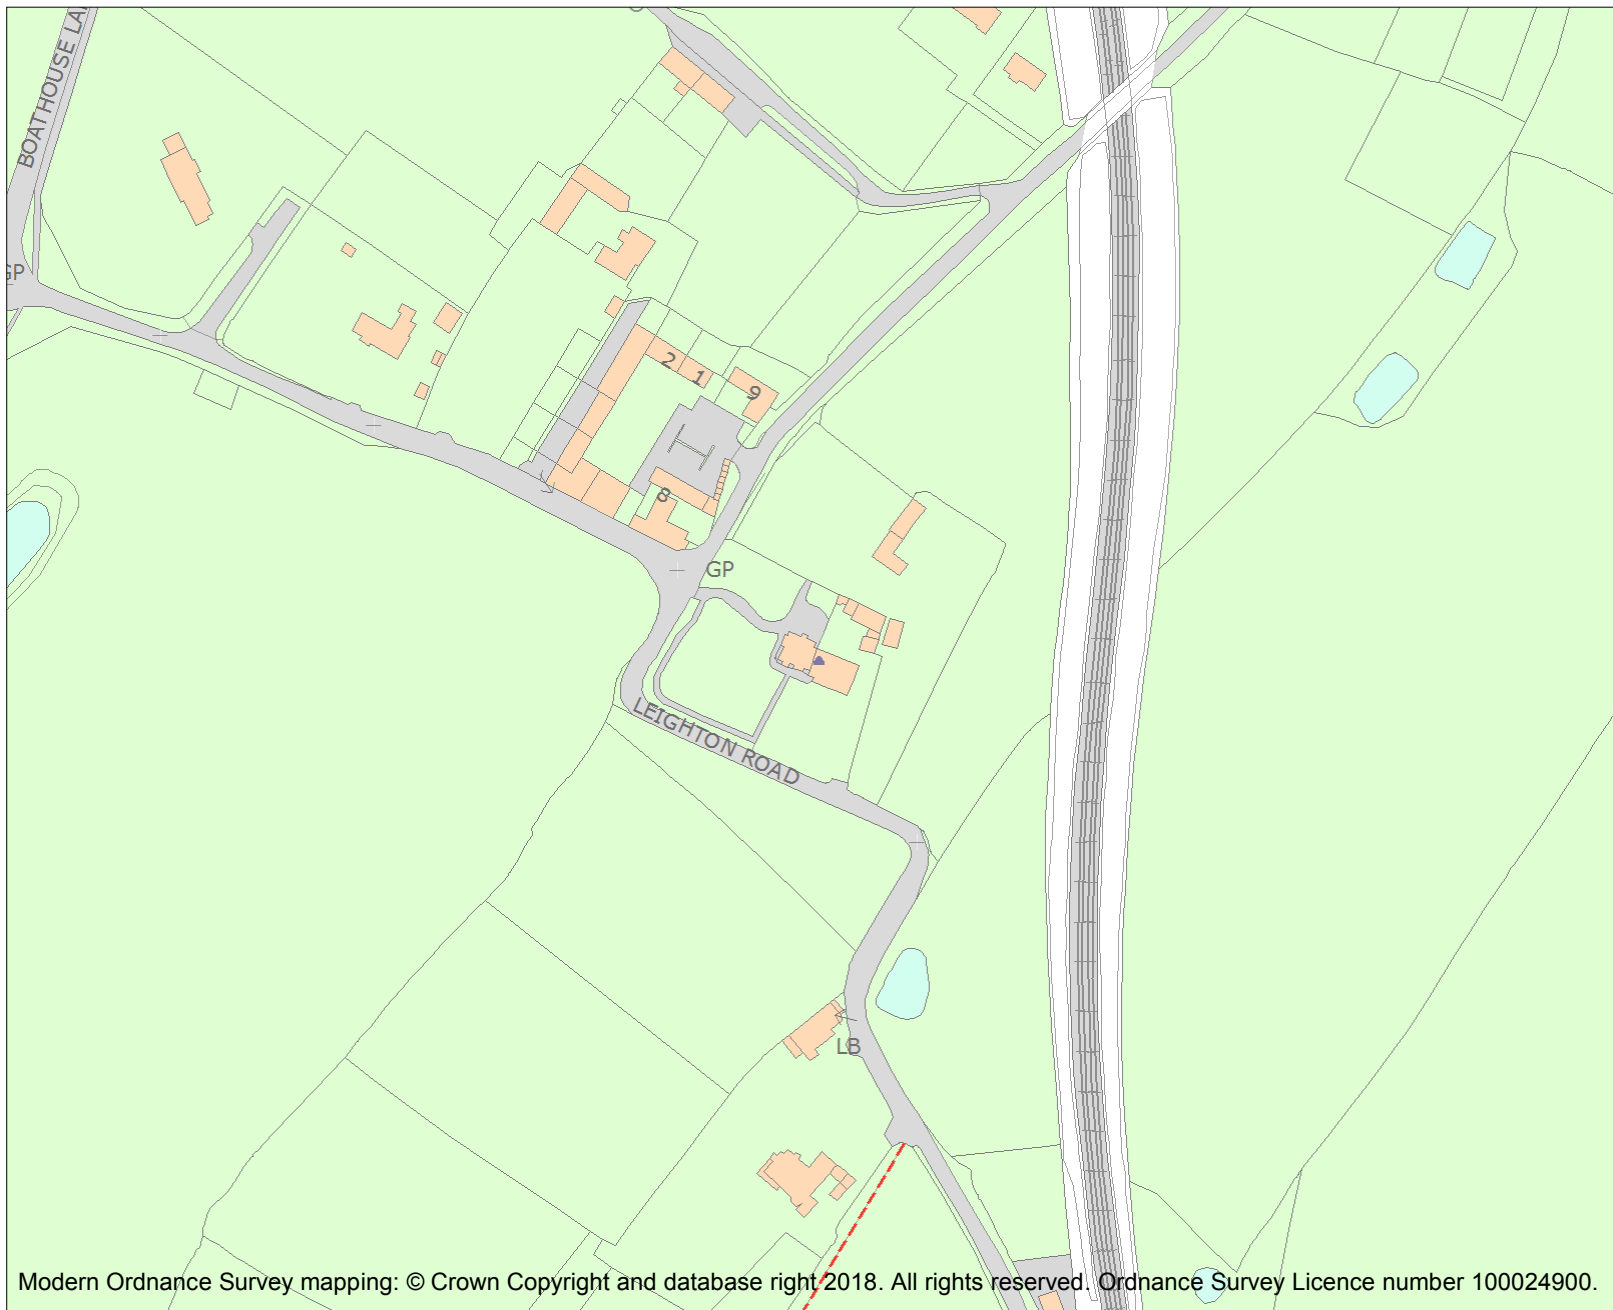 BOATHOUSE LA
GP
2
1
9
8
GP
LEIGHTON ROAD
LB
Modern Ordnance Survey mapping: © Crown Copyright and database right 2018. All rights reserved. Ordnance Survey Licence number 100024900.